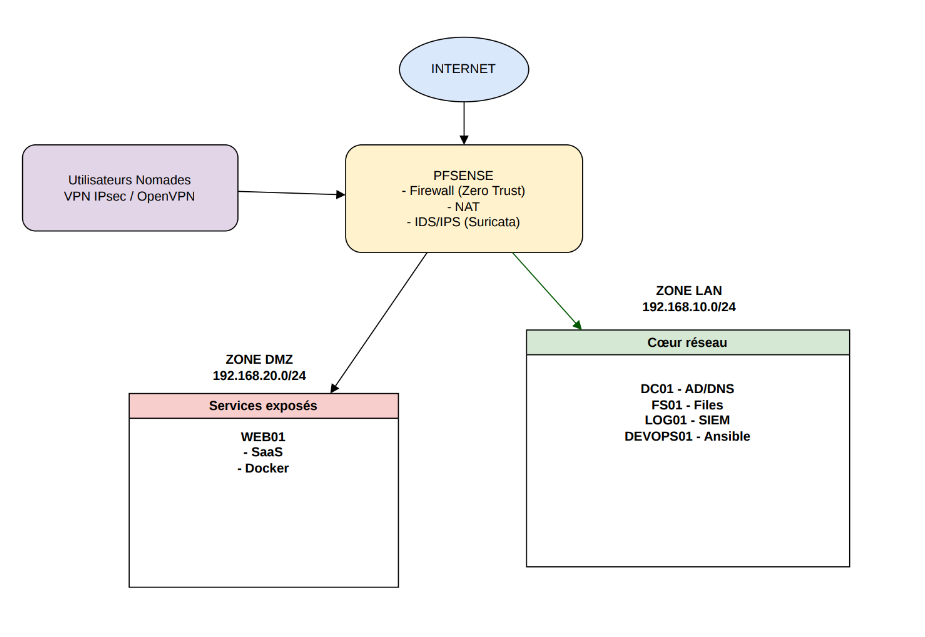 INTERNET
Utilisateurs Nomades
VPN IPsec / OpenVPN
PFSENSE
- Firewall (Zero Trust)
- NAT
- IDS/IPS (Suricata)
ZONE LAN
192.168.10.0/24
Cœur réseau
DC01 - AD/DNS
FS01 - Files
LOG01 - SIEM
DEVOPS01 - Ansible
ZONE DMZ
192.168.20.0/24
Services exposés
WEB01
- SaaS
- Docker